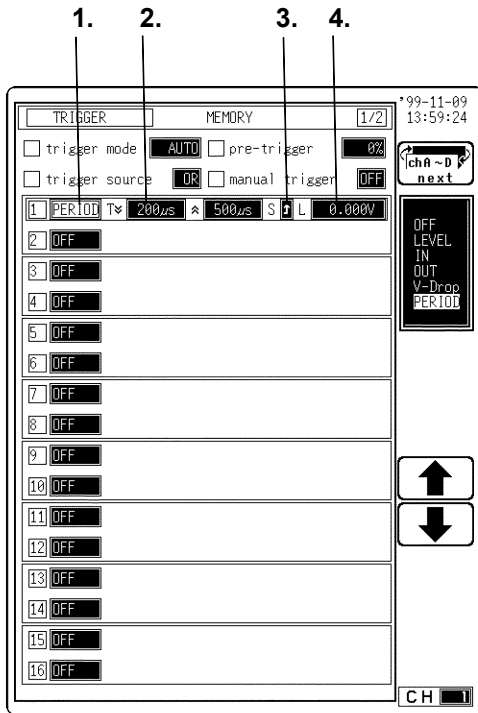 1. 2. 3. 4.
'99-11-09
13:59:24
TRIGGER MEMORY 1/2
trigger mode AUTO pre-trigger 0%
trigger source OR manual trigger OFF
chA~D
next
1 PERIOD T 200µs 500µs S L 0.000V
2 OFF
3 OFF
4 OFF
5 OFF
6 OFF
7 OFF
8 OFF
9 OFF
10 OFF
11 OFF
12 OFF
13 OFF
14 OFF
15 OFF
16 OFF
OFF
LEVEL
IN
OUT
V-Drop
PERIOD
CH 1